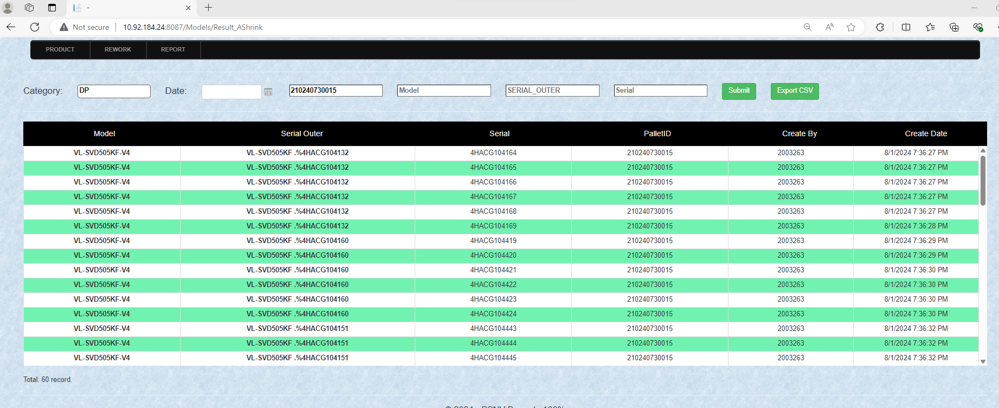 -
Not secure | 10.92.184.24:8087/Models/Result_AShrink
PRODUCT REWORK REPORT
Category: DP Date: 210240730015 Model SERIAL_OUTER Serial Submit Export CSV
Model Serial Outer Serial PalletID Create By Create Date
VL-SVD505KF-V4 VL-SVD505KF .%4HACG104132 4HACG104164 210240730015 2003263 8/1/2024 7:36:27 PM
VL-SVD505KF-V4 VL-SVD505KF .%4HACG104132 4HACG104165 210240730015 2003263 8/1/2024 7:36:27 PM
VL-SVD505KF-V4 VL-SVD505KF .%4HACG104132 4HACG104166 210240730015 2003263 8/1/2024 7:36:27 PM
VL-SVD505KF-V4 VL-SVD505KF .%4HACG104132 4HACG104167 210240730015 2003263 8/1/2024 7:36:27 PM
VL-SVD505KF-V4 VL-SVD505KF .%4HACG104132 4HACG104168 210240730015 2003263 8/1/2024 7:36:27 PM
VL-SVD505KF-V4 VL-SVD505KF .%4HACG104132 4HACG104169 210240730015 2003263 8/1/2024 7:36:28 PM
VL-SVD505KF-V4 VL-SVD505KF .%4HACG104160 4HACG104419 210240730015 2003263 8/1/2024 7:36:29 PM
VL-SVD505KF-V4 VL-SVD505KF .%4HACG104160 4HACG104420 210240730015 2003263 8/1/2024 7:36:29 PM
VL-SVD505KF-V4 VL-SVD505KF .%4HACG104160 4HACG104421 210240730015 2003263 8/1/2024 7:36:30 PM
VL-SVD505KF-V4 VL-SVD505KF .%4HACG104160 4HACG104422 210240730015 2003263 8/1/2024 7:36:30 PM
VL-SVD505KF-V4 VL-SVD505KF .%4HACG104160 4HACG104423 210240730015 2003263 8/1/2024 7:36:30 PM
VL-SVD505KF-V4 VL-SVD505KF .%4HACG104160 4HACG104424 210240730015 2003263 8/1/2024 7:36:30 PM
VL-SVD505KF-V4 VL-SVD505KF .%4HACG104151 4HACG104443 210240730015 2003263 8/1/2024 7:36:32 PM
VL-SVD505KF-V4 VL-SVD505KF .%4HACG104151 4HACG104444 210240730015 2003263 8/1/2024 7:36:32 PM
VL-SVD505KF-V4 VL-SVD505KF .%4HACG104151 4HACG104445 210240730015 2003263 8/1/2024 7:36:32 PM
Total: 60 record.